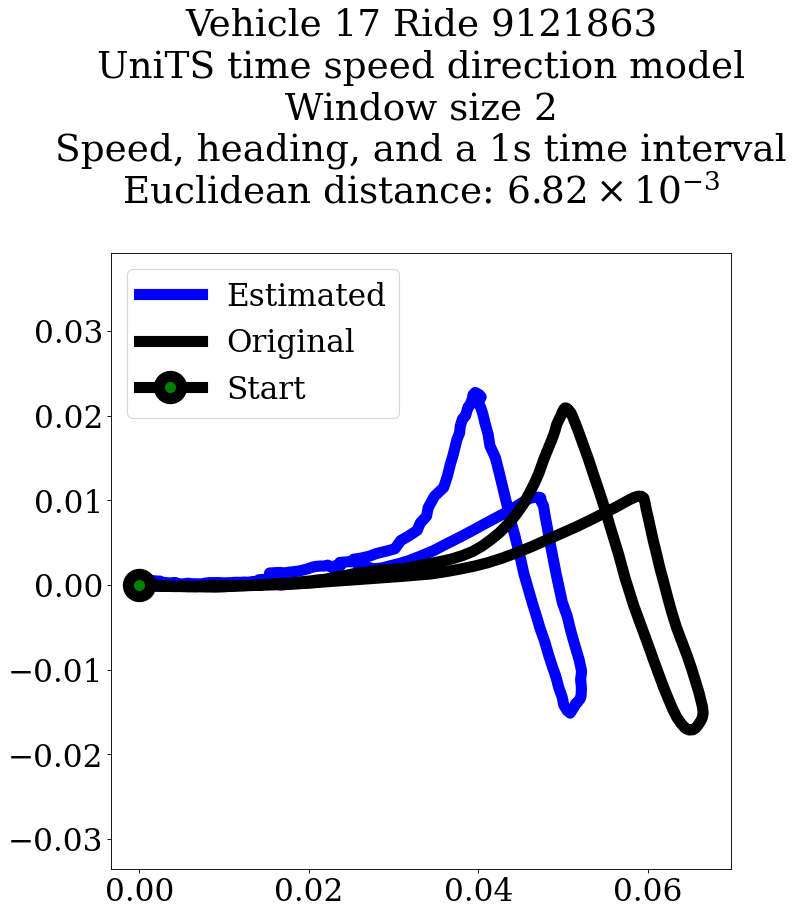 Vehicle 17 Ride 9121863
UniTS time speed direction model
Window size 2
Speed, heading, and a 1s time interval
Euclidean distance: 6.82 × 10⁻³
Estimated
Original
Start
0.03
0.02
0.01
0.00
−0.01
−0.02
−0.03
0.00 0.02 0.04 0.06